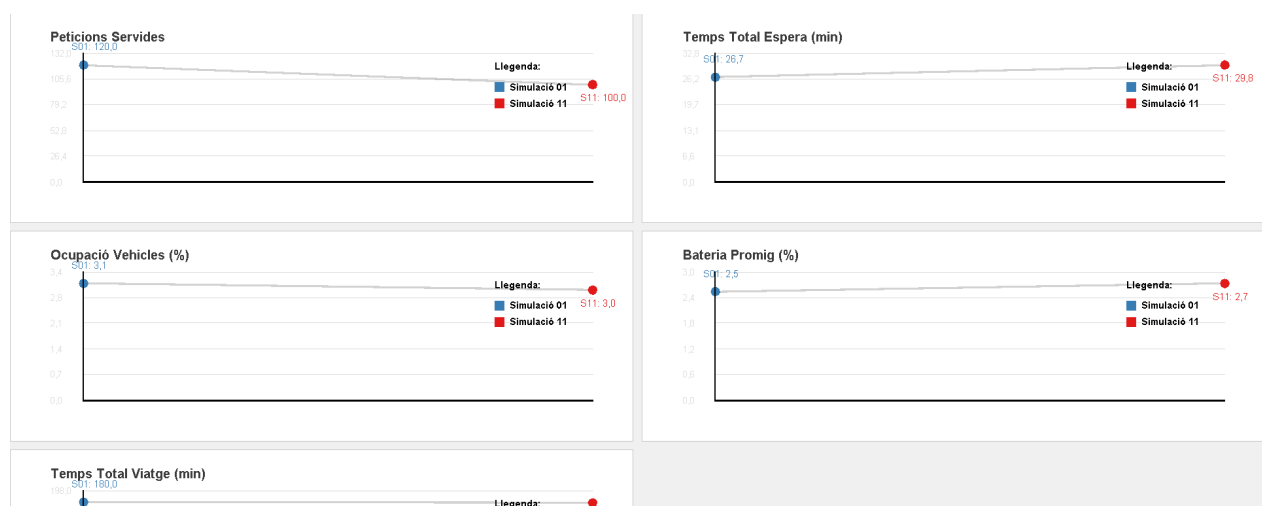 Peticions Servides
S01: 120,0
132,0
Llegenda:
105,6
Simulació 01
S11: 100,0
79,2
Simulació 11
52,8
26,4
0,0
Temps Total Espera (min)
32,8
S01: 26,7
Llegenda:
26,2
S11: 29,8
Simulació 01
19,7
Simulació 11
13,1
6,6
0,0
Ocupació Vehicles (%)
S01: 3,1
3,4
Llegenda:
2,8
Simulació 01
S11: 3,0
2,1
Simulació 11
1,4
0,7
0,0
Bateria Promig (%)
3,0
S01: 2,5
Llegenda:
2,4
S11: 2,7
Simulació 01
1,8
Simulació 11
1,2
0,6
0,0
Temps Total Viatge (min)
S01: 180,0
198,0
Llegenda: